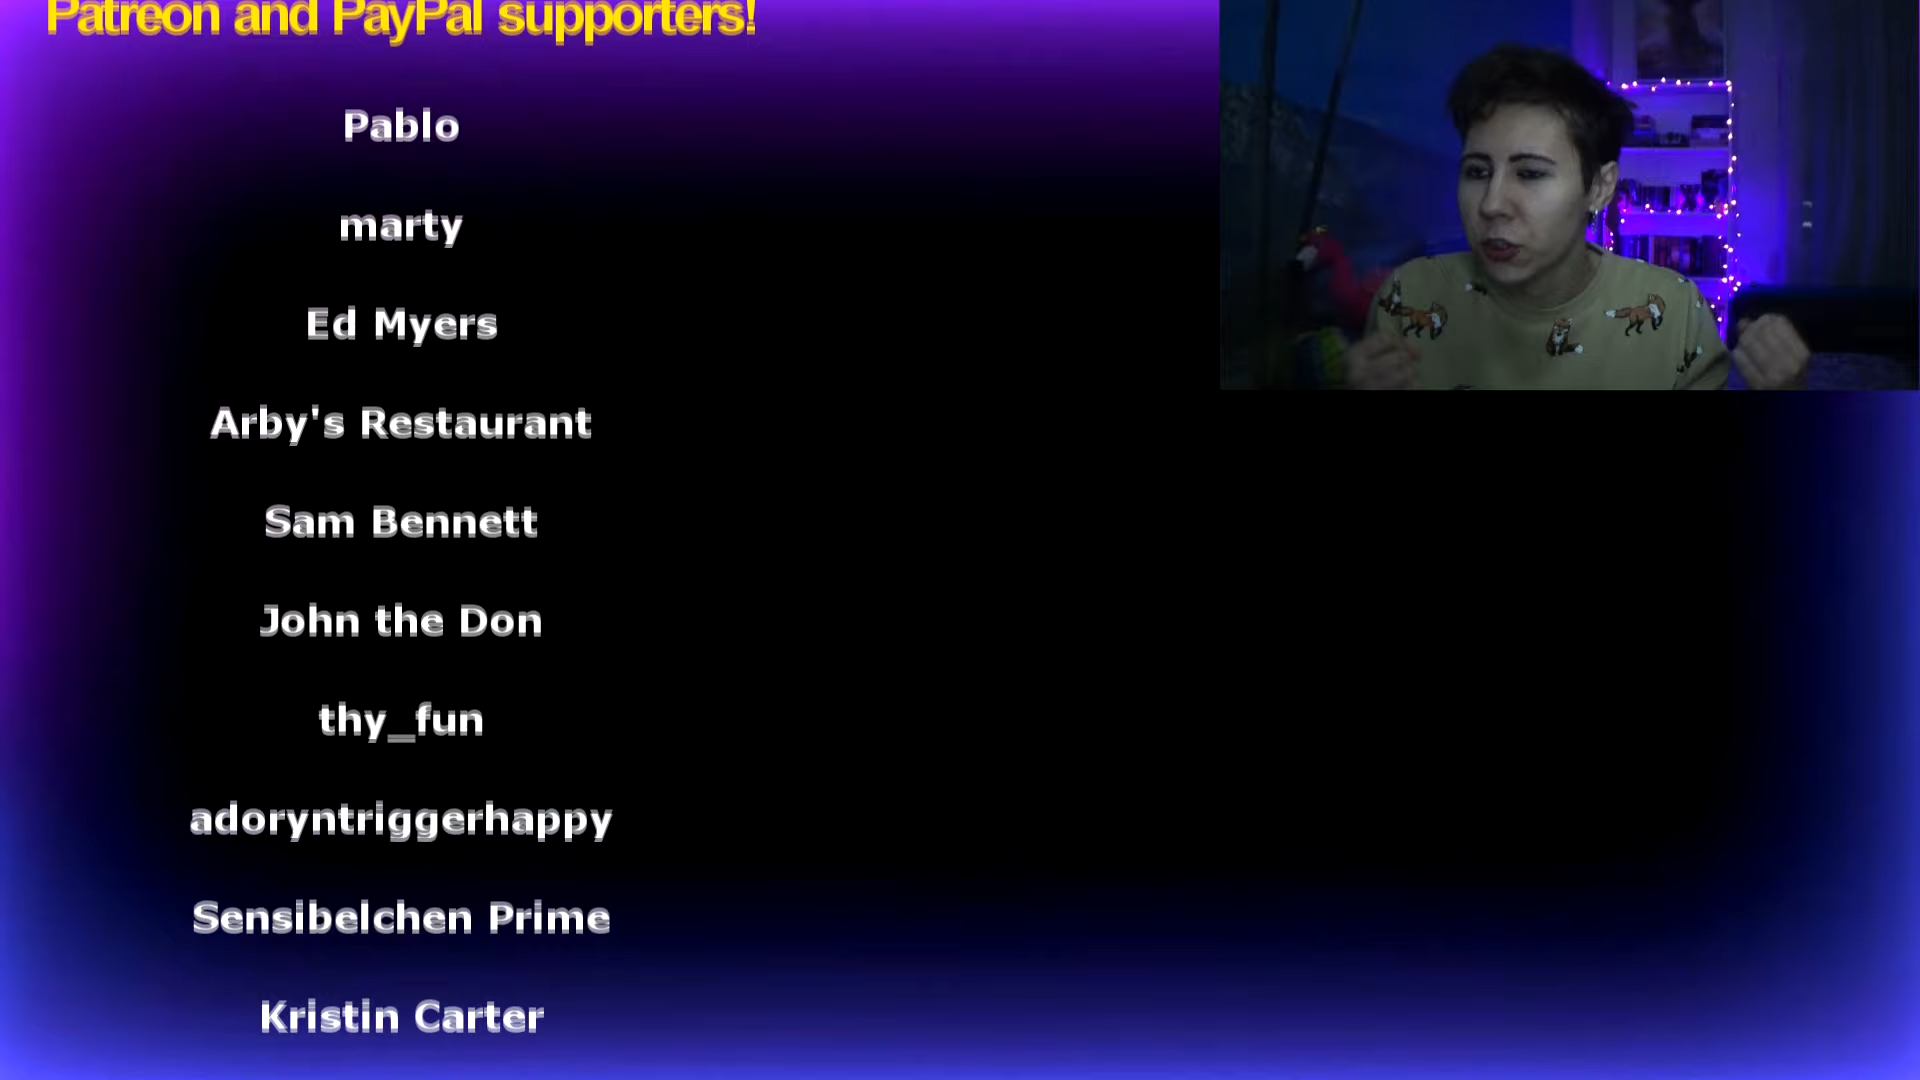 Patreon and PayPal supporters!
Pablo
marty
Ed Myers
Arby's Restaurant
Sam Bennett
John the Don
thy_fun
adoryntriggerhappy
Sensibelchen Prime
Kristin Carter